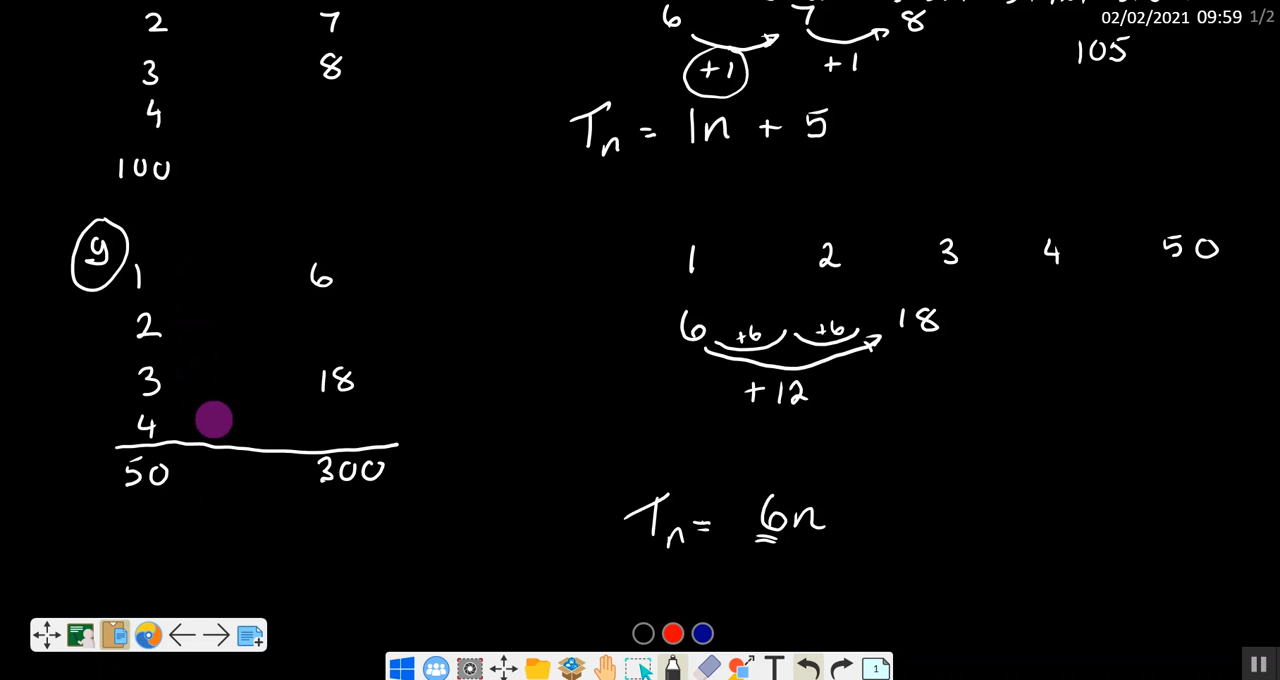 02/02/2021 09:59 1/2
2 7 6 7 8
3 8 +1 +1 105
4 Tn = 1n + 5
100
g
1 6 1 2 3 4 50
2 6 +6 +6 18
3 18 +12
4
50 300
Tn = 6n
T
1